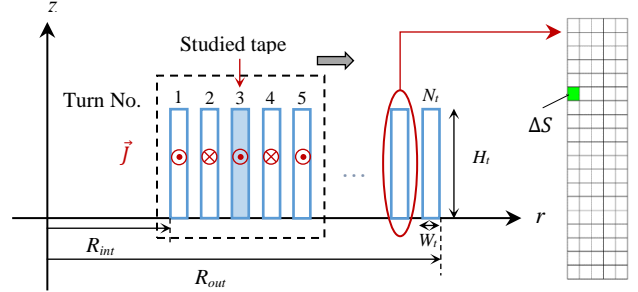 z
Studied tape
Turn No.
1 2 3 4 5
N_t
ΔS
J⃗
H_t
...
r
W_t
R_int
R_out